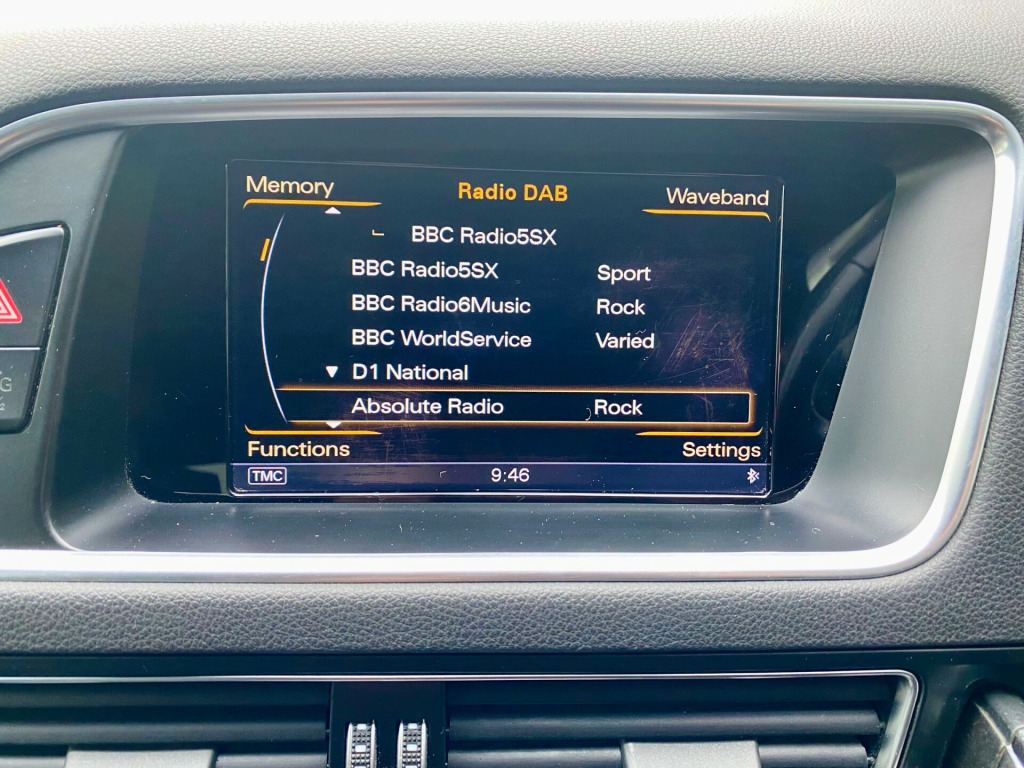 Memory Radio DAB Waveband
BBC Radio5SX
BBC Radio5SX Sport
BBC Radio6Music Rock
BBC WorldService Varied
D1 National
Absolute Radio Rock
Functions Settings
TMC 9:46